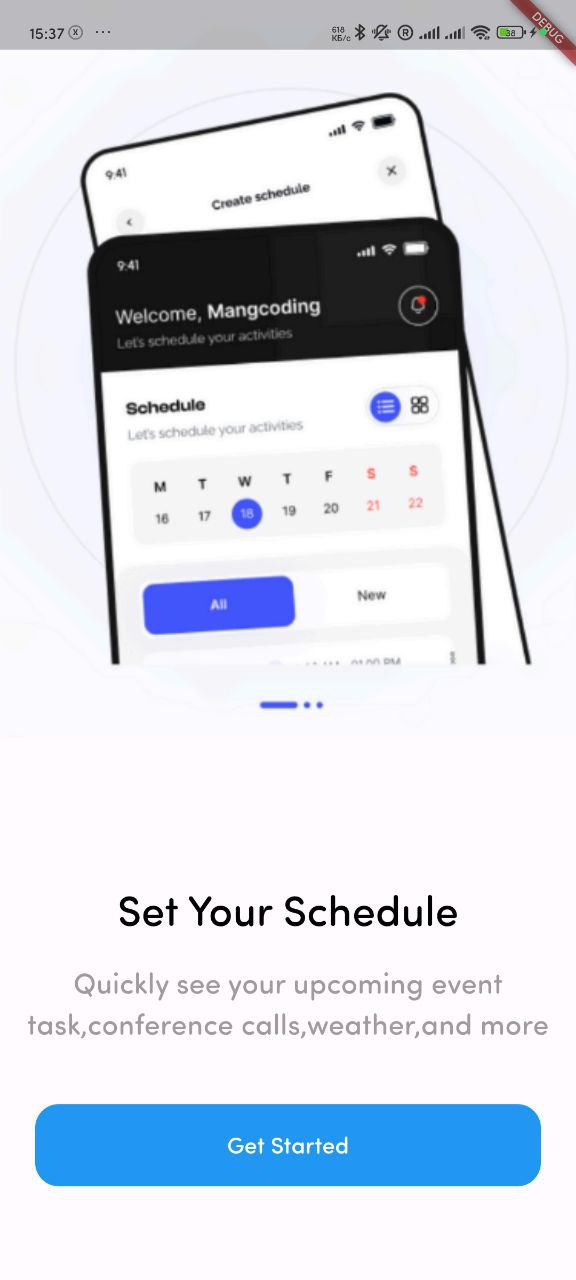 15:37
618
КБ/с
38
DEBUG
9:41
Create schedule
9:41
Welcome, Mangcoding
Let's schedule your activities
Schedule
Let's schedule your activities
M T W T F S S
16 17 18 19 20 21 22
All New
01:00 PM
Set Your Schedule
Quickly see your upcoming event
task,conference calls,weather,and more
Get Started